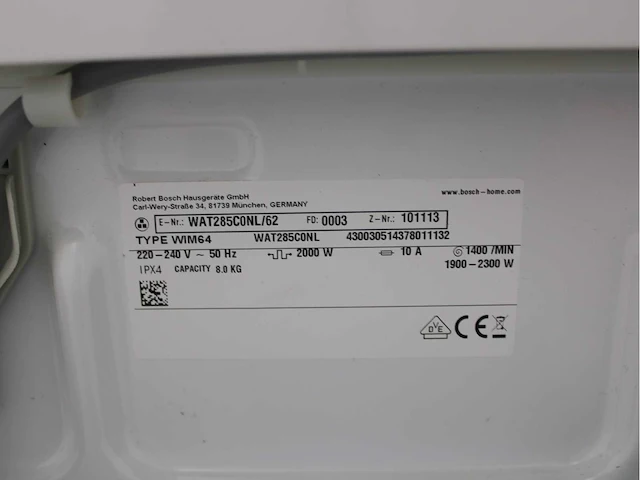 Robert Bosch Hausgeräte GmbH
Carl-Wery-Straße 34, 81739 München, GERMANY
www.bosch-home.com
E-Nr.: WAT285C0NL/62 FD: 0003 Z-Nr.: 101113
TYPE WIM64 WAT285C0NL 430030514378011132
220-240 V ~ 50 Hz 2000 W 10 A 1400 /MIN
IPX4 CAPACITY 8.0 KG 1900-2300 W
DVE CE